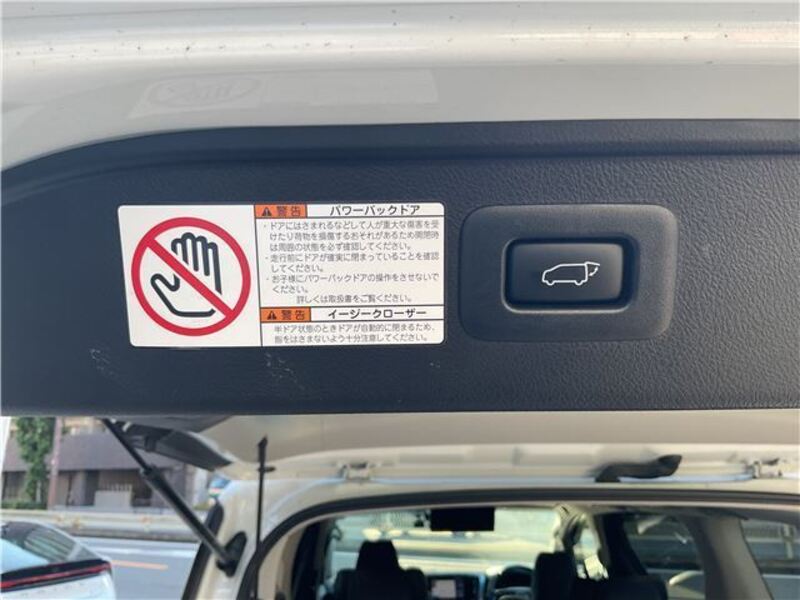 警告 パワーバックドア
・ドアにはさまれるなどして人が重大な傷害を
受けたり荷物を損傷するおそれがあるため開閉時
は周囲の状態を必ず確認してください。
・走行前にドアが確実に閉まっていることを確認
してください。
・お子様にパワーバックドアの操作をさせないで
ください。
詳しくは取扱書をご覧ください。
警告 イージークローザー
半ドア状態のときドアが自動的に閉まるため、
指をはさまないよう十分注意してください。